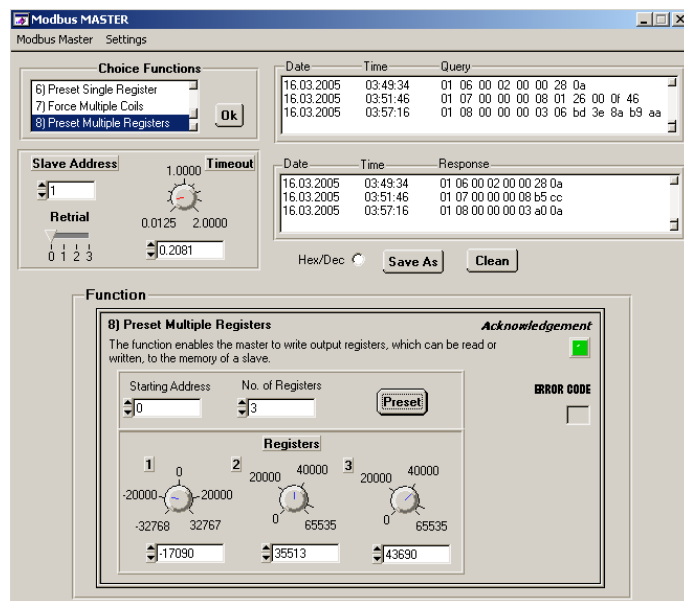 Modbus MASTER
Modbus Master Settings
Choice Functions
6) Preset Single Register
7) Force Multiple Coils
8) Preset Multiple Registers
Ok
Date Time Query
16.03.2005 03:49:34 01 06 00 02 00 00 28 0a
16.03.2005 03:51:46 01 07 00 00 00 08 01 26 00 0f 46
16.03.2005 03:57:16 01 08 00 00 00 03 06 bd 3e 8a b9 aa
Slave Address
1
Retrial
0 1 2 3
Timeout
1.0000
0.0125 2.0000
0.2081
Date Time Response
16.03.2005 03:49:34 01 06 00 02 00 00 28 0a
16.03.2005 03:51:46 01 07 00 00 00 08 b5 cc
16.03.2005 03:57:16 01 08 00 00 00 03 a0 0a
Hex/Dec Save As Clean
Function
8) Preset Multiple Registers
Acknowledgement
The function enables the master to write output registers, which can be read or
written, to the memory of a slave.
Starting Address No. of Registers
0 3 Preset
ERROR CODE
Registers
1 0 2 20000 40000 3 20000 40000
-20000 20000
-32768 32767 0 65535 0 65535
-17090 35513 43690